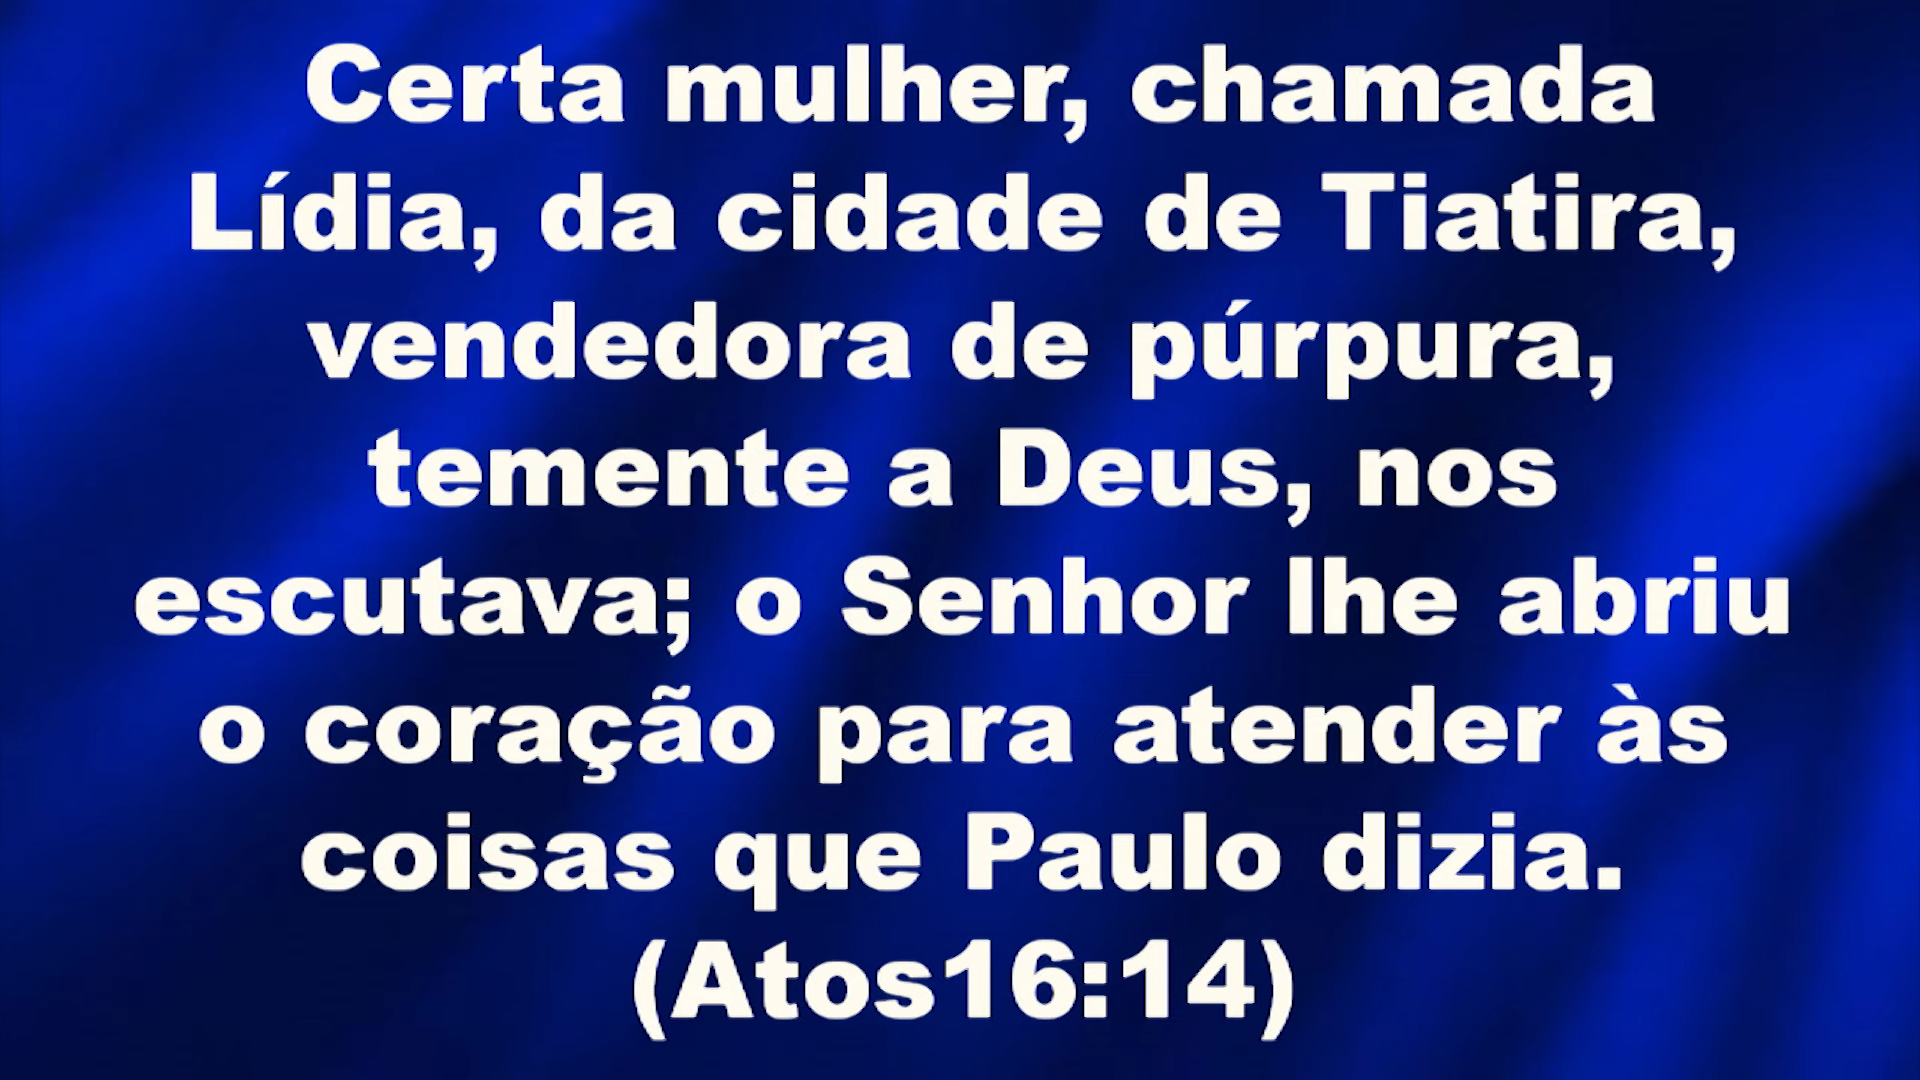 Certa mulher, chamada
Lídia, da cidade de Tiatira,
vendedora de púrpura,
temente a Deus, nos
escutava; o Senhor lhe abriu
o coração para atender às
coisas que Paulo dizia.
(Atos16:14)